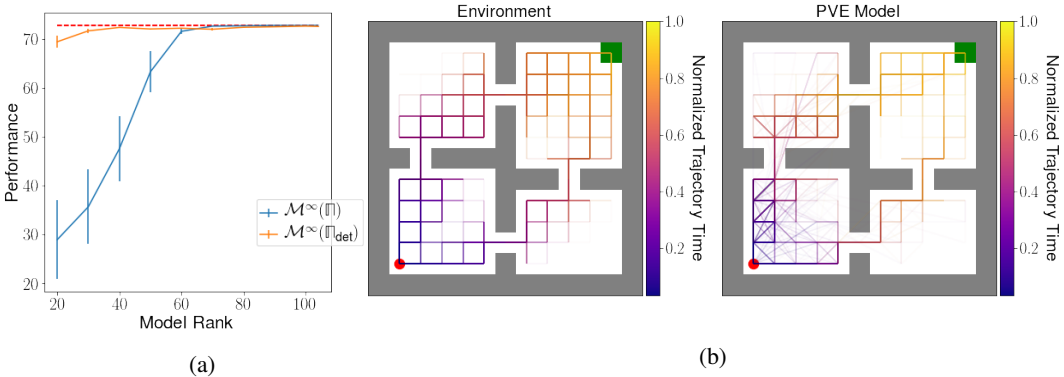 Performance
70
60
50
40
30
20
20
40
60
80
100
Model Rank
𝓜∞(Π)
𝓜∞(Π_det)
(a)
Environment
1.0
0.8
0.6
0.4
0.2
Normalized Trajectory Time
PVE Model
1.0
0.8
0.6
0.4
0.2
Normalized Trajectory Time
(b)